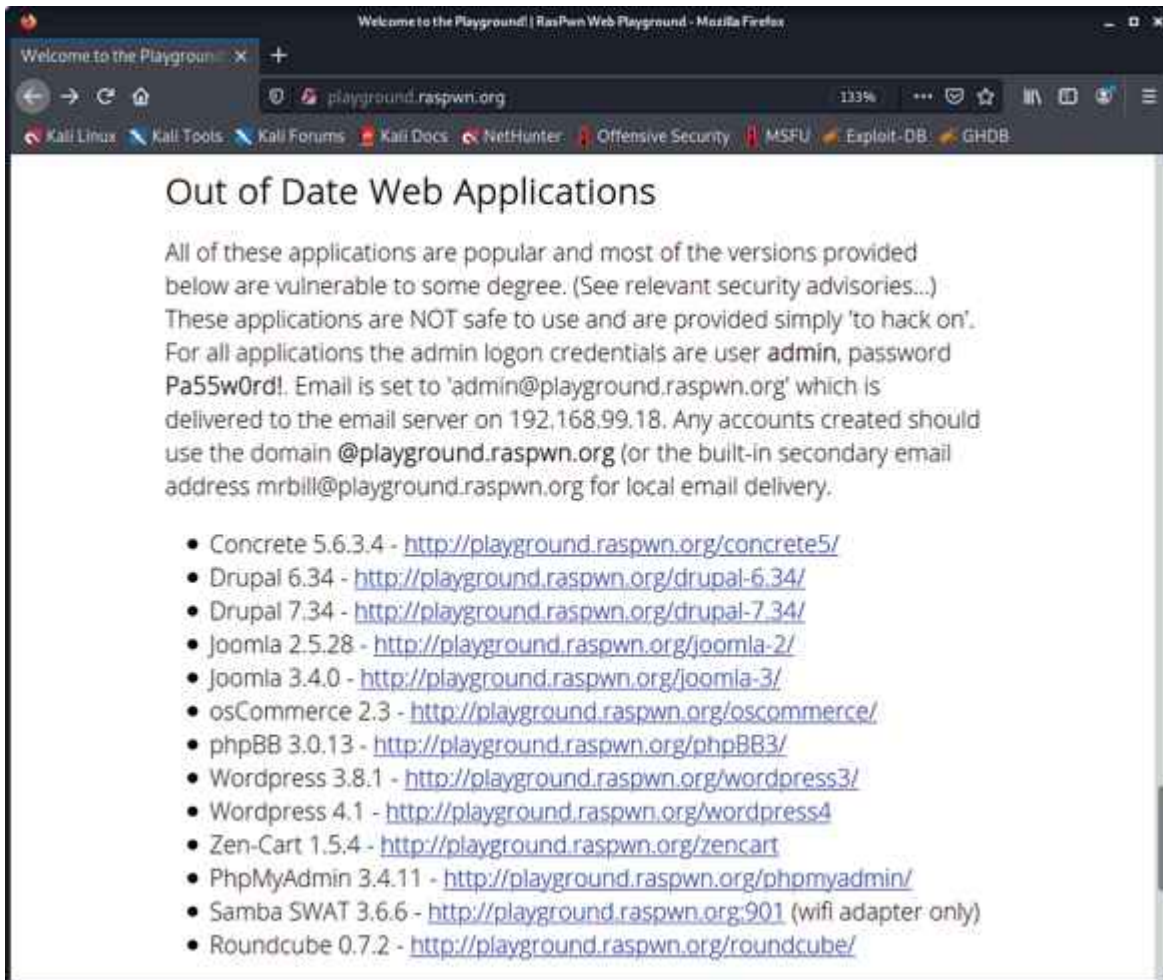 Welcome to the Playground! | RasPwn Web Playground - Mozilla Firefox
Welcome to the Playground
playground.raspwn.org 133%
Kali Linux Kali Tools Kali Forums Kali Docs NetHunter Offensive Security MSFU Exploit-DB GHDB
Out of Date Web Applications
All of these applications are popular and most of the versions provided
below are vulnerable to some degree. (See relevant security advisories...)
These applications are NOT safe to use and are provided simply 'to hack on'.
For all applications the admin logon credentials are user admin, password
Pa55w0rd!. Email is set to 'admin@playground.raspwn.org' which is
delivered to the email server on 192.168.99.18. Any accounts created should
use the domain @playground.raspwn.org (or the built-in secondary email
address mrbill@playground.raspwn.org for local email delivery.
• Concrete 5.6.3.4 - http://playground.raspwn.org/concrete5/
• Drupal 6.34 - http://playground.raspwn.org/drupal-6.34/
• Drupal 7.34 - http://playground.raspwn.org/drupal-7.34/
• Joomla 2.5.28 - http://playground.raspwn.org/joomla-2/
• Joomla 3.4.0 - http://playground.raspwn.org/joomla-3/
• osCommerce 2.3 - http://playground.raspwn.org/oscommerce/
• phpBB 3.0.13 - http://playground.raspwn.org/phpBB3/
• Wordpress 3.8.1 - http://playground.raspwn.org/wordpress3/
• Wordpress 4.1 - http://playground.raspwn.org/wordpress4
• Zen-Cart 1.5.4 - http://playground.raspwn.org/zencart
• PhpMyAdmin 3.4.11 - http://playground.raspwn.org/phpmyadmin/
• Samba SWAT 3.6.6 - http://playground.raspwn.org:901 (wifi adapter only)
• Roundcube 0.7.2 - http://playground.raspwn.org/roundcube/